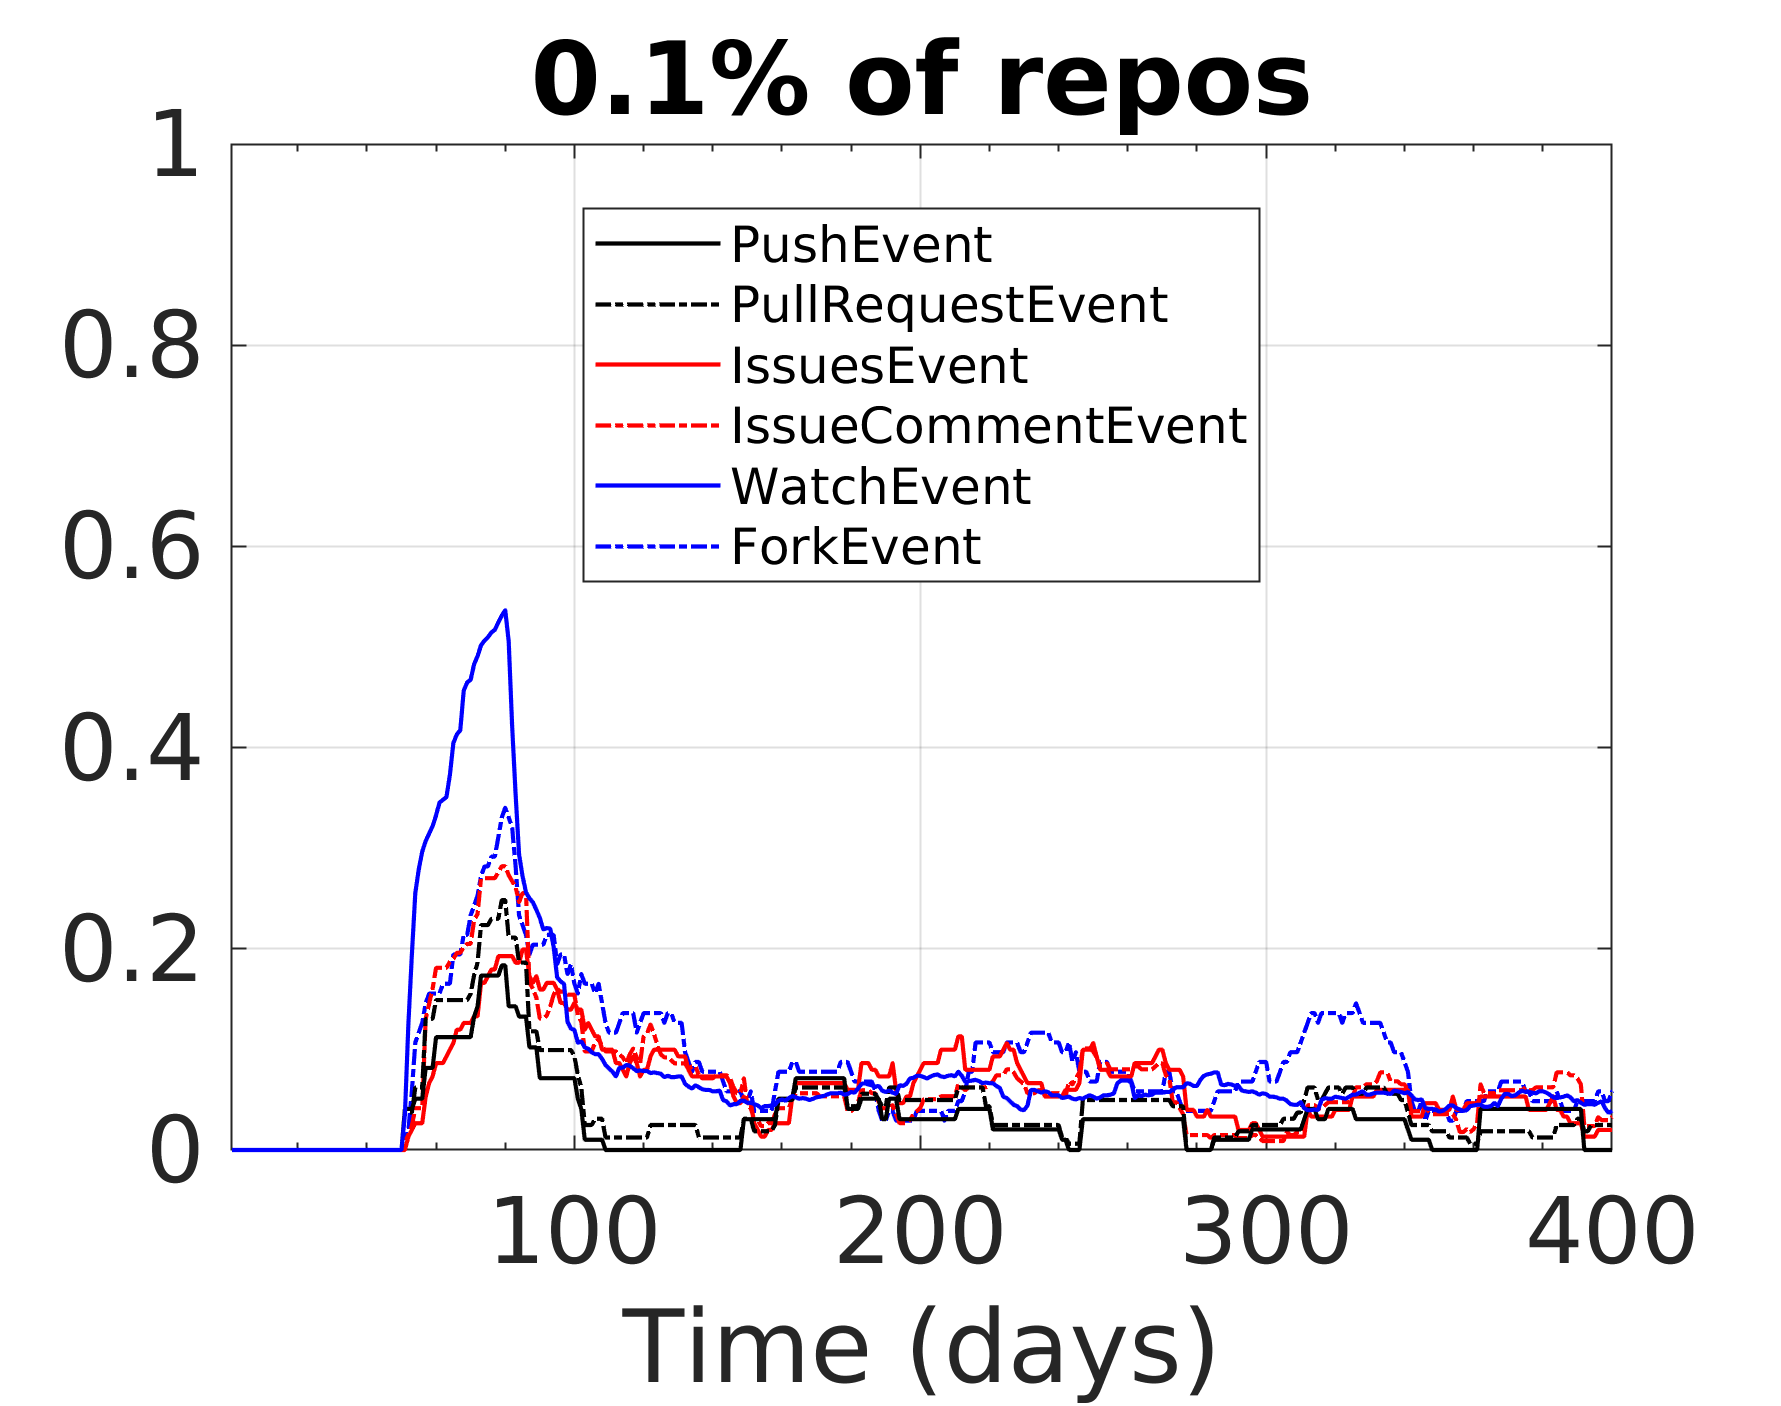 0.1% of repos
1
0.8
0.6
0.4
0.2
0
PushEvent
PullRequestEvent
IssuesEvent
IssueCommentEvent
WatchEvent
ForkEvent
100 200 300 400
Time (days)